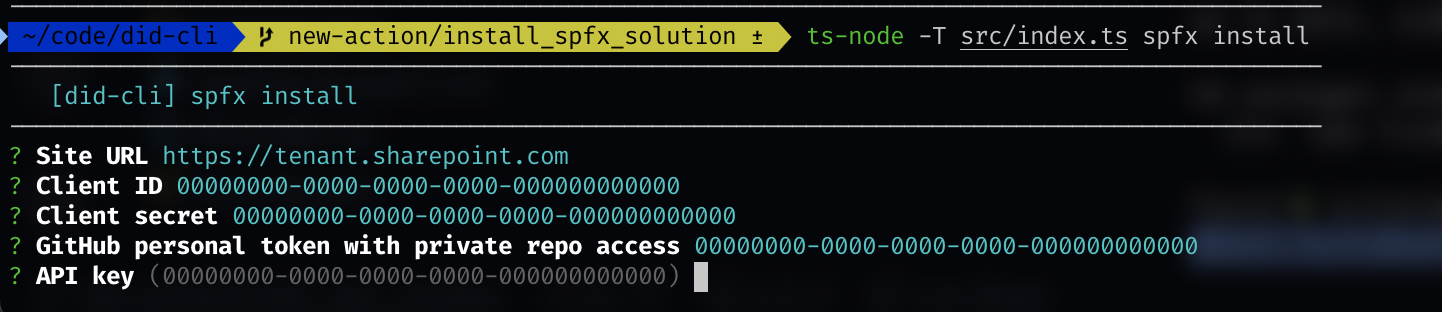 ~/code/did-cli new-action/install_spfx_solution ± ts-node -T src/index.ts spfx install
[did-cli] spfx install
? Site URL https://tenant.sharepoint.com
? Client ID 00000000-0000-0000-0000-000000000000
? Client secret 00000000-0000-0000-0000-000000000000
? GitHub personal token with private repo access 00000000-0000-0000-0000-000000000000
? API key (00000000-0000-0000-0000-000000000000)